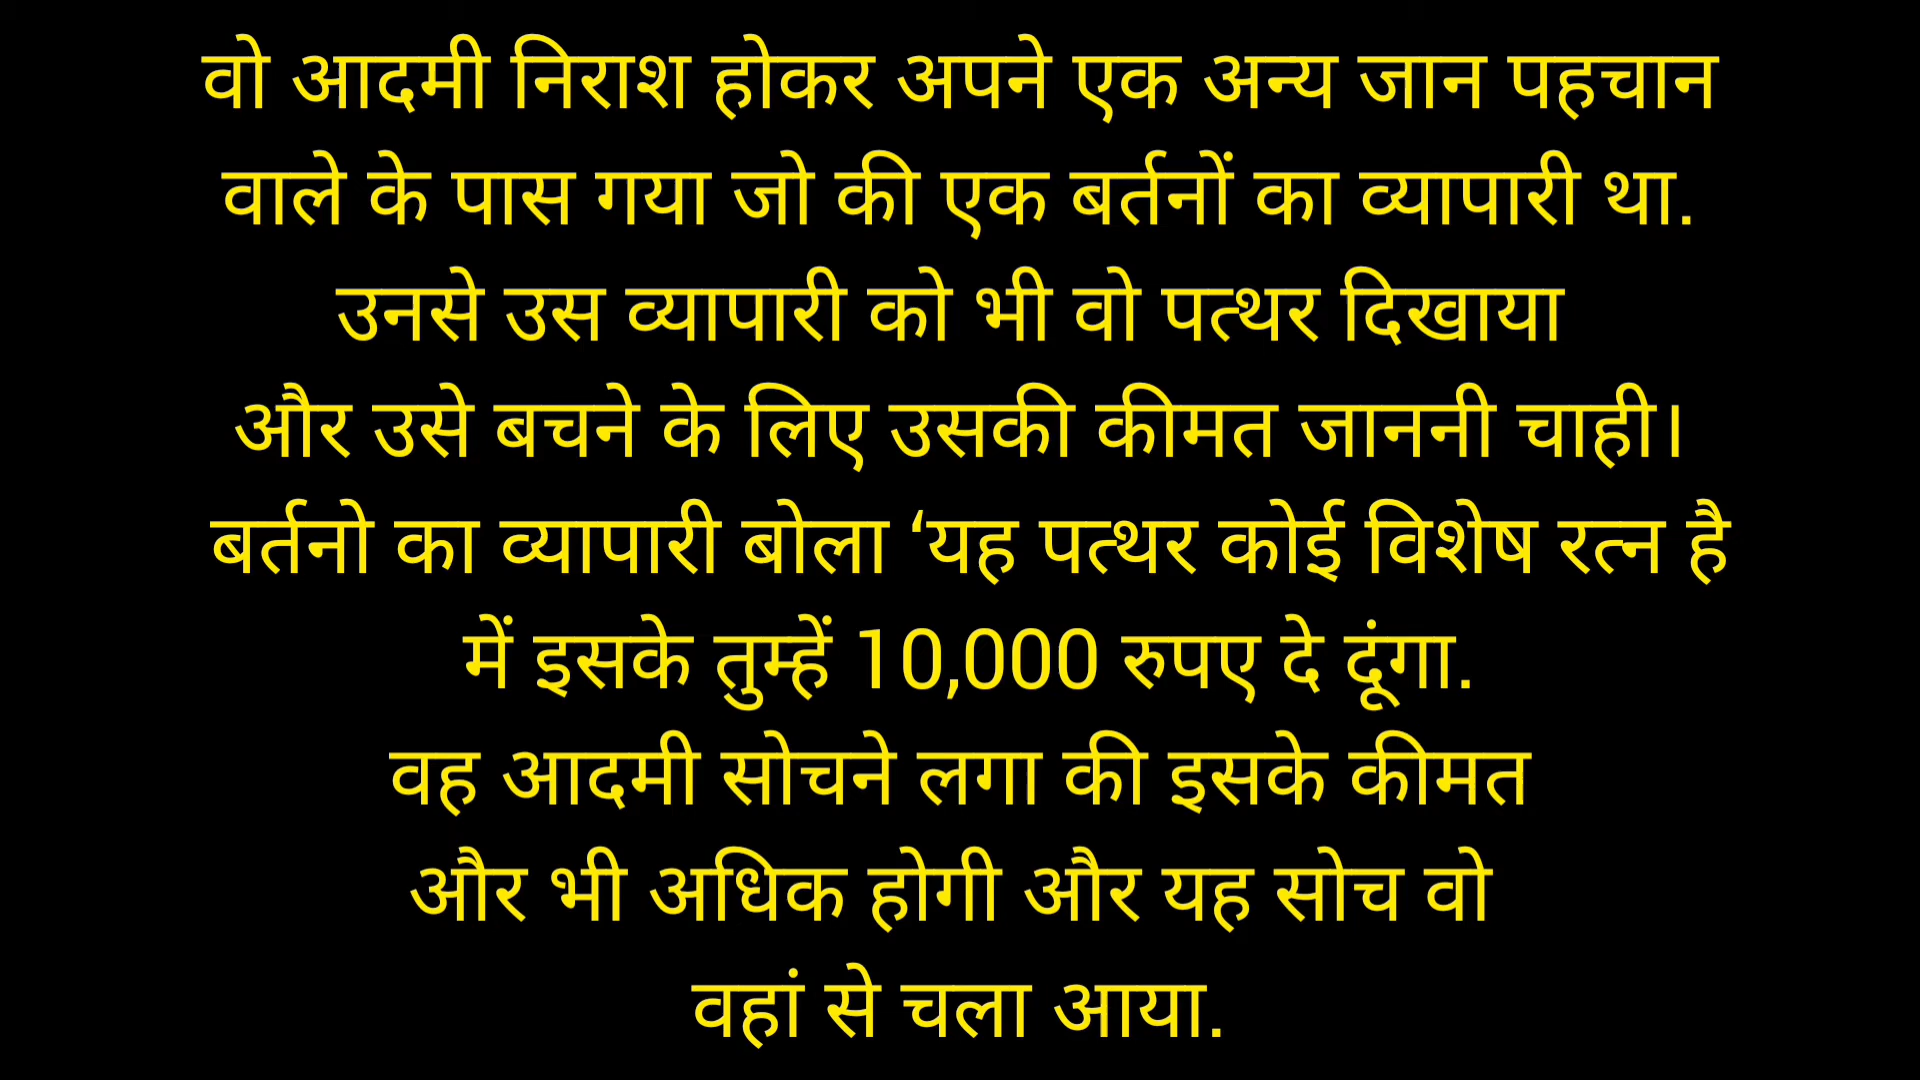 वो आदमी निराश होकर अपने एक अन्य जान पहचान
वाले के पास गया जो की एक बर्तनों का व्यापारी था.
उनसे उस व्यापारी को भी वो पत्थर दिखाया
और उसे बचने के लिए उसकी कीमत जाननी चाही।
बर्तनो का व्यापारी बोला ‘यह पत्थर कोई विशेष रत्न है
में इसके तुम्हें 10,000 रुपए दे दूंगा.
वह आदमी सोचने लगा की इसके कीमत
और भी अधिक होगी और यह सोच वो
वहां से चला आया.